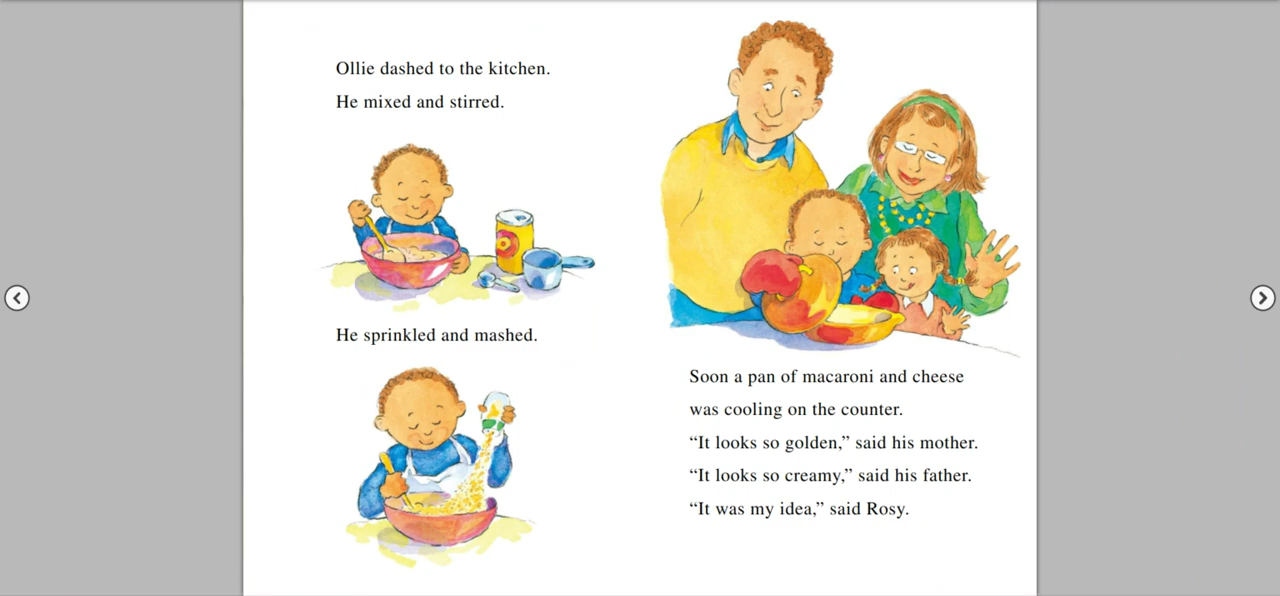 Ollie dashed to the kitchen.
He mixed and stirred.
He sprinkled and mashed.
Soon a pan of macaroni and cheese
was cooling on the counter.
“It looks so golden,” said his mother.
“It looks so creamy,” said his father.
“It was my idea,” said Rosy.